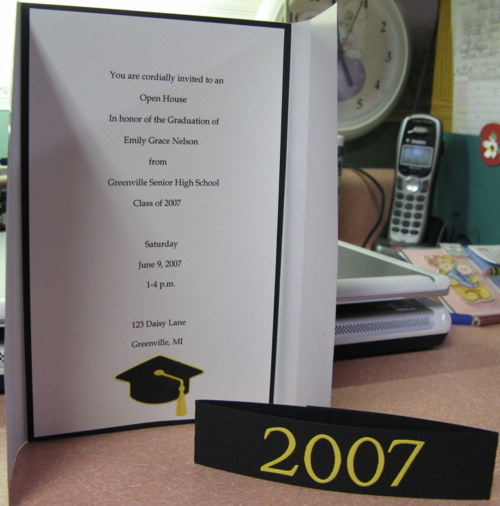 You are cordially invited to an
Open House
In honor of the Graduation of
Emily Grace Nelson
from
Greenville Senior High School
Class of 2007
Saturday
June 9, 2007
1-4 p.m.
123 Daisy Lane
Greenville, MI
2007